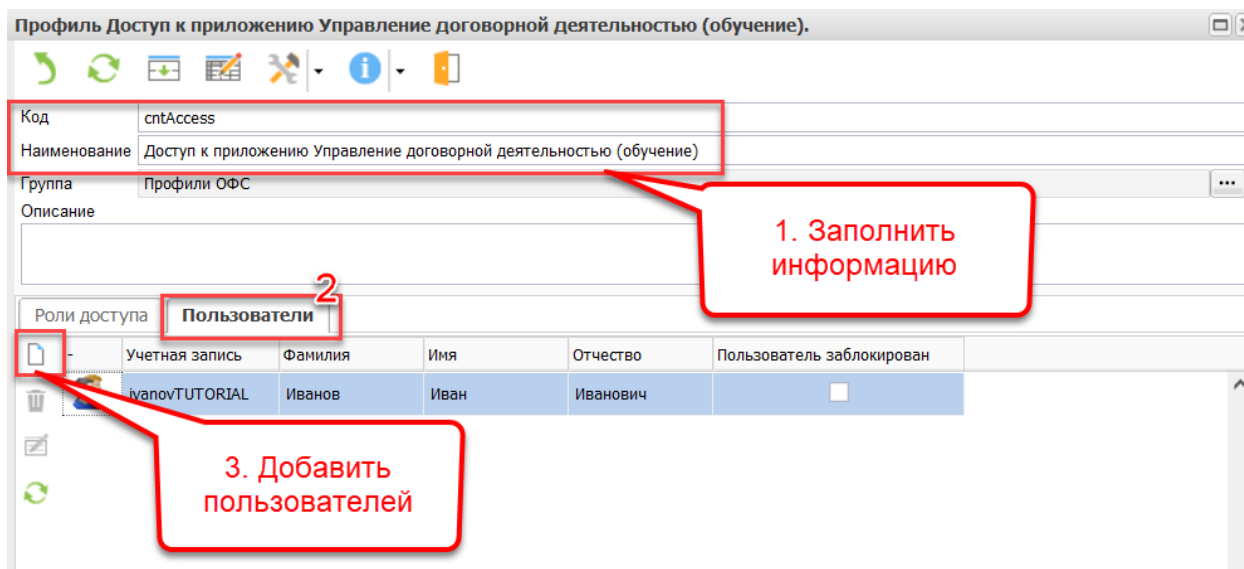 Профиль Доступ к приложению Управление договорной деятельностью (обучение).
Код cntAccess
Наименование Доступ к приложению Управление договорной деятельностью (обучение)
Группа Профили ОФС ...
Описание
1. Заполнить
информацию
2
Роли доступа Пользователи
- Учетная запись Фамилия Имя Отчество Пользователь заблокирован
ivanovTUTORIAL Иванов Иван Иванович
3. Добавить
пользователей